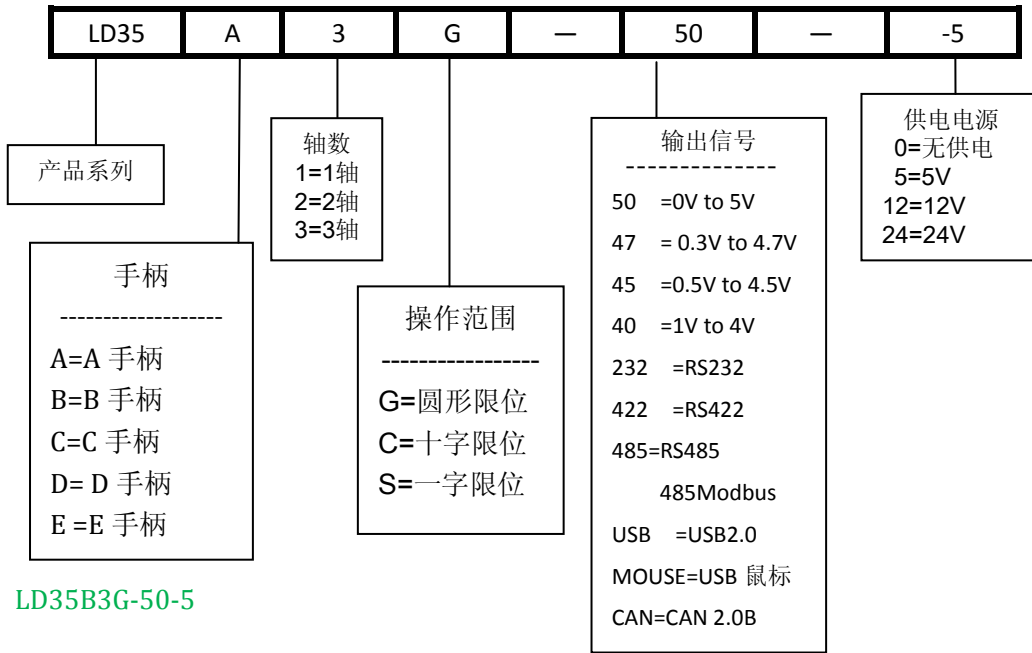 LD35 A 3 G — 50 — -5
产品系列
手柄
-------------------
A=A 手柄
B=B 手柄
C=C 手柄
D= D 手柄
E =E 手柄
轴数
1=1轴
2=2轴
3=3轴
操作范围
-----------------
G=圆形限位
C=十字限位
S=一字限位
输出信号
--------------
50 =0V to 5V
47 = 0.3V to 4.7V
45 =0.5V to 4.5V
40 =1V to 4V
232 =RS232
422 =RS422
485=RS485
485Modbus
USB =USB2.0
MOUSE=USB 鼠标
CAN=CAN 2.0B
供电电源
0=无供电
5=5V
12=12V
24=24V
LD35B3G-50-5